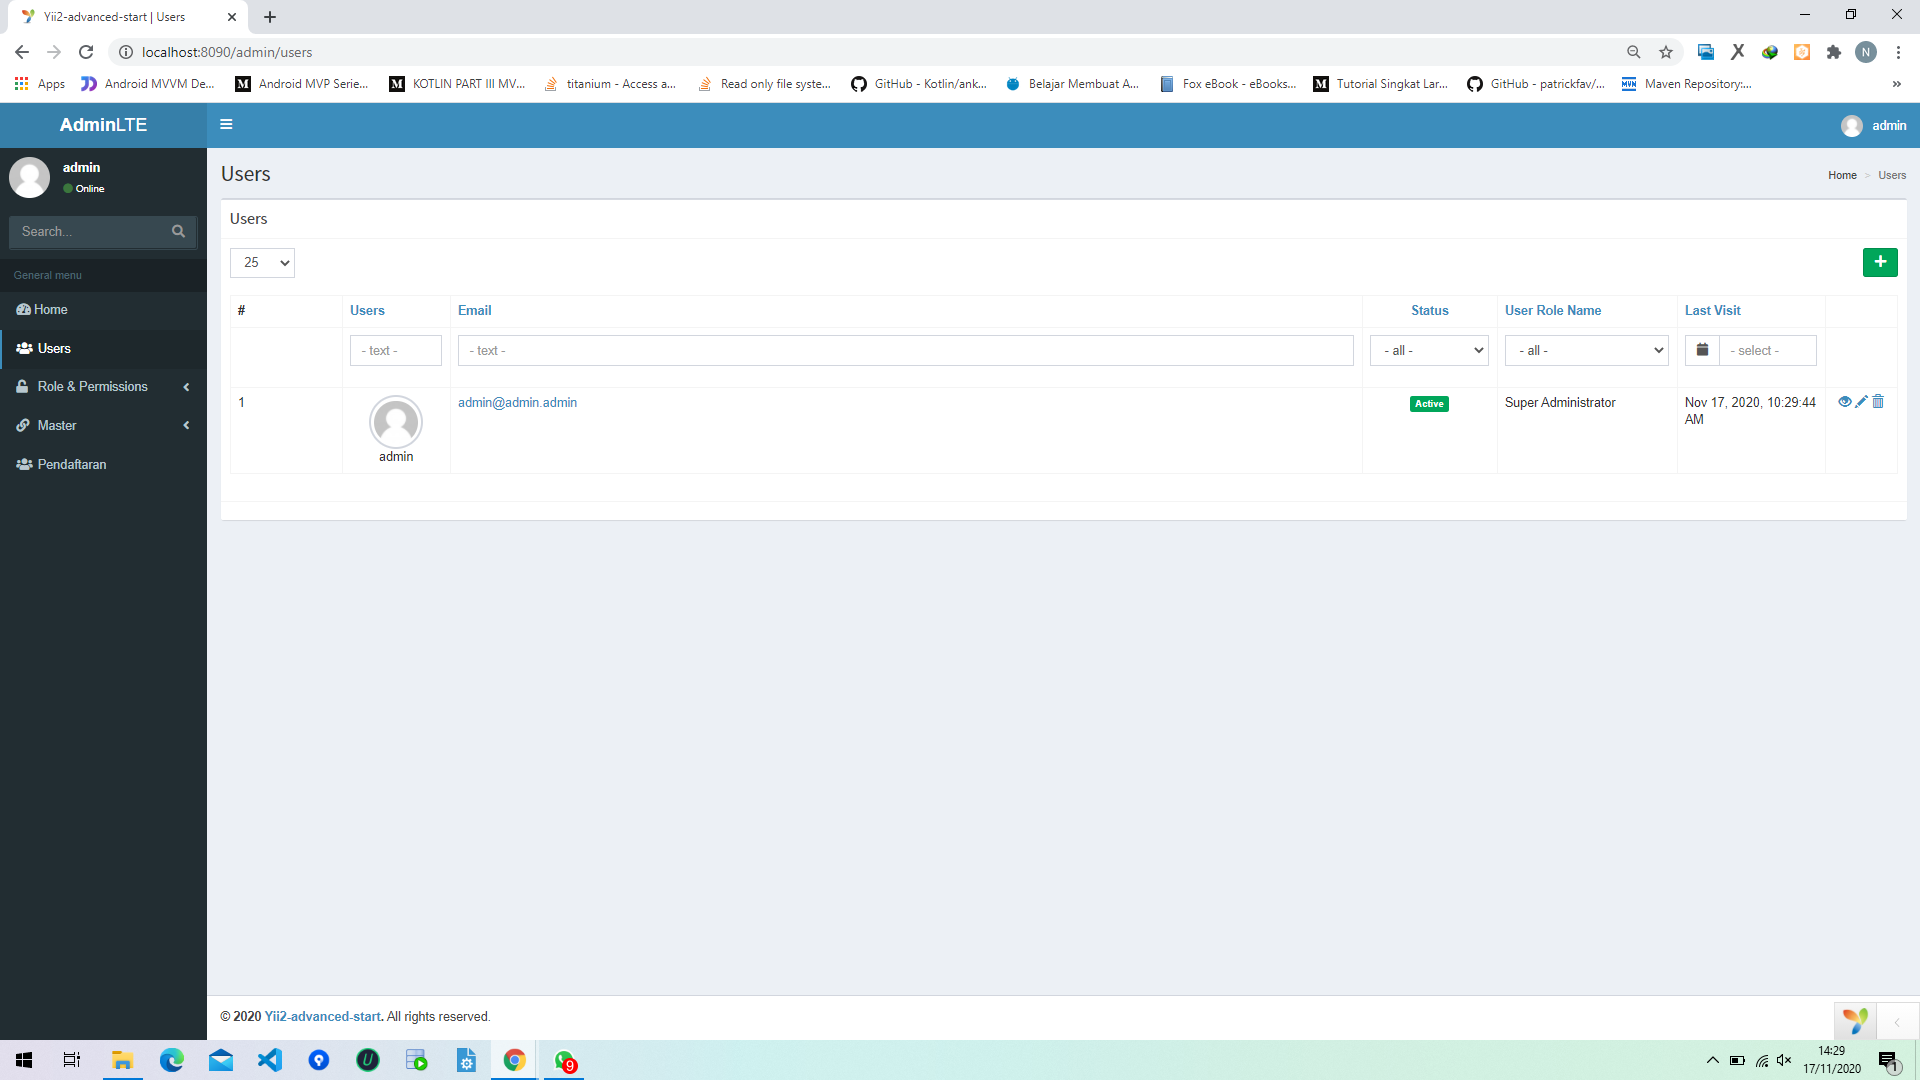 Yii2-advanced-start | Users
localhost:8090/admin/users
Apps
Android MVVM De...
Android MVP Serie...
KOTLIN PART III MV...
titanium - Access a...
Read only file syste...
GitHub - Kotlin/ank...
Belajar Membuat A...
Fox eBook - eBooks...
Tutorial Singkat Lar...
GitHub - patrickfav/...
Maven Repository:...
AdminLTE
admin
admin
Online
Users
Home > Users
Search...
Users
25
General menu
Home
Users
Role & Permissions
Master
Pendaftaran
# Users Email Status User Role Name Last Visit
- text - - text - - all - - all - - select -
1 admin@admin.admin Active Super Administrator Nov 17, 2020, 10:29:44
AM
admin
© 2020 Yii2-advanced-start. All rights reserved.
14:29
17/11/2020
9
1
N